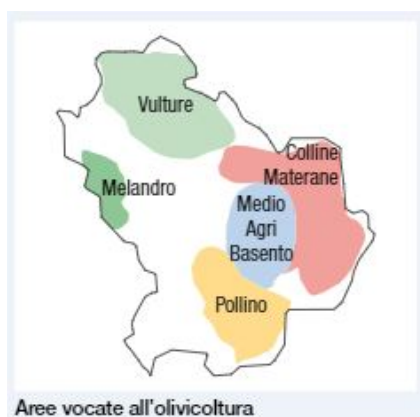 Vulture
Colline
Materane
Melandro
Medio
Agri
Basento
Pollino
Aree vocate all'olivicoltura